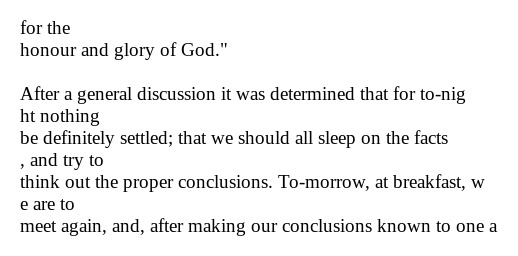 for the
honour and glory of God."
After a general discussion it was determined that for to-nig
ht nothing
be definitely settled; that we should all sleep on the facts
, and try to
think out the proper conclusions. To-morrow, at breakfast, w
e are to
meet again, and, after making our conclusions known to one a